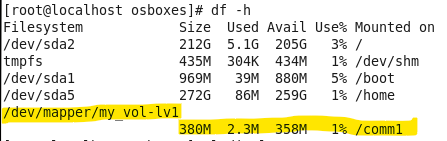 [root@localhost osboxes]# df -h
Filesystem Size Used Avail Use% Mounted on
/dev/sda2 212G 5.1G 205G 3% /
tmpfs 435M 304K 434M 1% /dev/shm
/dev/sda1 969M 39M 880M 5% /boot
/dev/sda5 272G 86M 259G 1% /home
/dev/mapper/my_vol-lv1
380M 2.3M 358M 1% /comm1